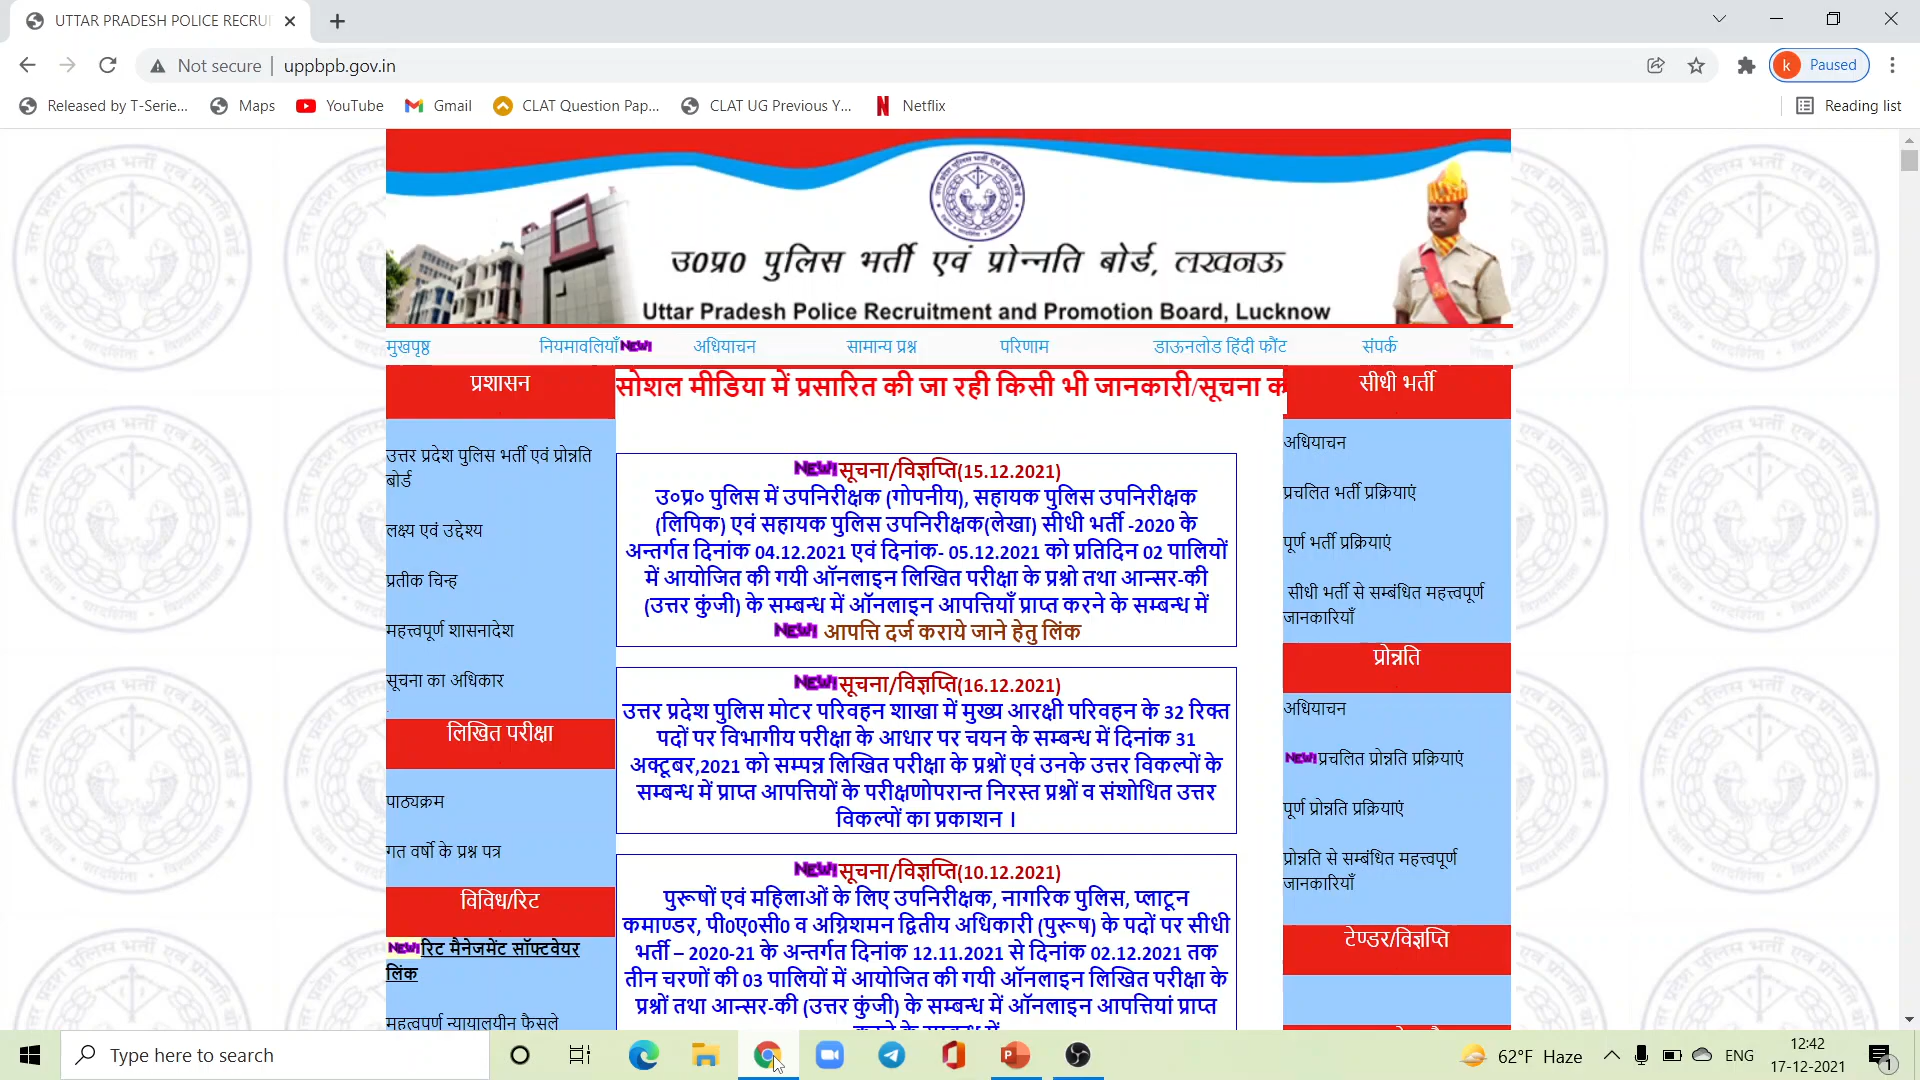 UTTAR PRADESH POLICE RECRUI
Not secure | uppbpb.gov.in
Paused
k
Released by T-Serie...
Maps
YouTube
Gmail
CLAT Question Pap...
CLAT UG Previous Y...
Netflix
Reading list
उ0प्र0 पुलिस भर्ती एवं प्रोन्नति बोर्ड, लखनऊ
Uttar Pradesh Police Recruitment and Promotion Board, Lucknow
मुखपृष्ठ
नियमावलियाँ NEW!
अधियाचन
सामान्य प्रश्न
परिणाम
डाऊनलोड हिंदी फौंट
संपर्क
प्रशासन
उत्तर प्रदेश पुलिस भर्ती एवं प्रोन्नति
बोर्ड
लक्ष्य एवं उद्देश्य
प्रतीक चिन्ह
महत्त्वपूर्ण शासनादेश
सूचना का अधिकार
लिखित परीक्षा
पाठ्यक्रम
गत वर्षो के प्रश्न पत्र
विविध/रिट
NEW! रिट मैनेजमेंट सॉफ्टवेयर
लिंक
महत्वपूर्ण न्यायालयीन फैसले
सोशल मीडिया में प्रसारित की जा रही किसी भी जानकारी/सूचना क
NEW! सूचना/विज्ञप्ति(15.12.2021)
उ०प्र० पुलिस में उपनिरीक्षक (गोपनीय), सहायक पुलिस उपनिरीक्षक
(लिपिक) एवं सहायक पुलिस उपनिरीक्षक(लेखा) सीधी भर्ती -2020 के
अन्तर्गत दिनांक 04.12.2021 एवं दिनांक- 05.12.2021 को प्रतिदिन 02 पालियों
में आयोजित की गयी ऑनलाइन लिखित परीक्षा के प्रश्नो तथा आन्सर-की
(उत्तर कुंजी) के सम्बन्ध में ऑनलाइन आपत्तियाँ प्राप्त करने के सम्बन्ध में
NEW! आपत्ति दर्ज कराये जाने हेतु लिंक
NEW! सूचना/विज्ञप्ति(16.12.2021)
उत्तर प्रदेश पुलिस मोटर परिवहन शाखा में मुख्य आरक्षी परिवहन के 32 रिक्त
पदों पर विभागीय परीक्षा के आधार पर चयन के सम्बन्ध में दिनांक 31
अक्टूबर,2021 को सम्पन्न लिखित परीक्षा के प्रश्नों एवं उनके उत्तर विकल्पों के
सम्बन्ध में प्राप्त आपत्तियों के परीक्षणोपरान्त निरस्त प्रश्नों व संशोधित उत्तर
विकल्पों का प्रकाशन ।
NEW! सूचना/विज्ञप्ति(10.12.2021)
पुरूषों एवं महिलाओं के लिए उपनिरीक्षक, नागरिक पुलिस, प्लाटून
कमाण्डर, पी0ए0सी0 व अग्निशमन द्वितीय अधिकारी (पुरूष) के पदों पर सीधी
भर्ती – 2020-21 के अन्तर्गत दिनांक 12.11.2021 से दिनांक 02.12.2021 तक
तीन चरणों की 03 पालियों में आयोजित की गयी ऑनलाइन लिखित परीक्षा के
प्रश्नों तथा आन्सर-की (उत्तर कुंजी) के सम्बन्ध में ऑनलाइन आपत्तियां प्राप्त
करने के सम्बन्ध में
सीधी भर्ती
अधियाचन
प्रचलित भर्ती प्रक्रियाएं
पूर्ण भर्ती प्रक्रियाएं
सीधी भर्ती से सम्बंधित महत्त्वपूर्ण
जानकारियाँ
प्रोन्नति
अधियाचन
NEW! प्रचलित प्रोन्नति प्रक्रियाएं
पूर्ण प्रोन्नति प्रक्रियाएं
प्रोन्नति से सम्बंधित महत्त्वपूर्ण
जानकारियाँ
टेण्डर/विज्ञप्ति
Type here to search
62°F Haze
ENG
12:42
17-12-2021
1